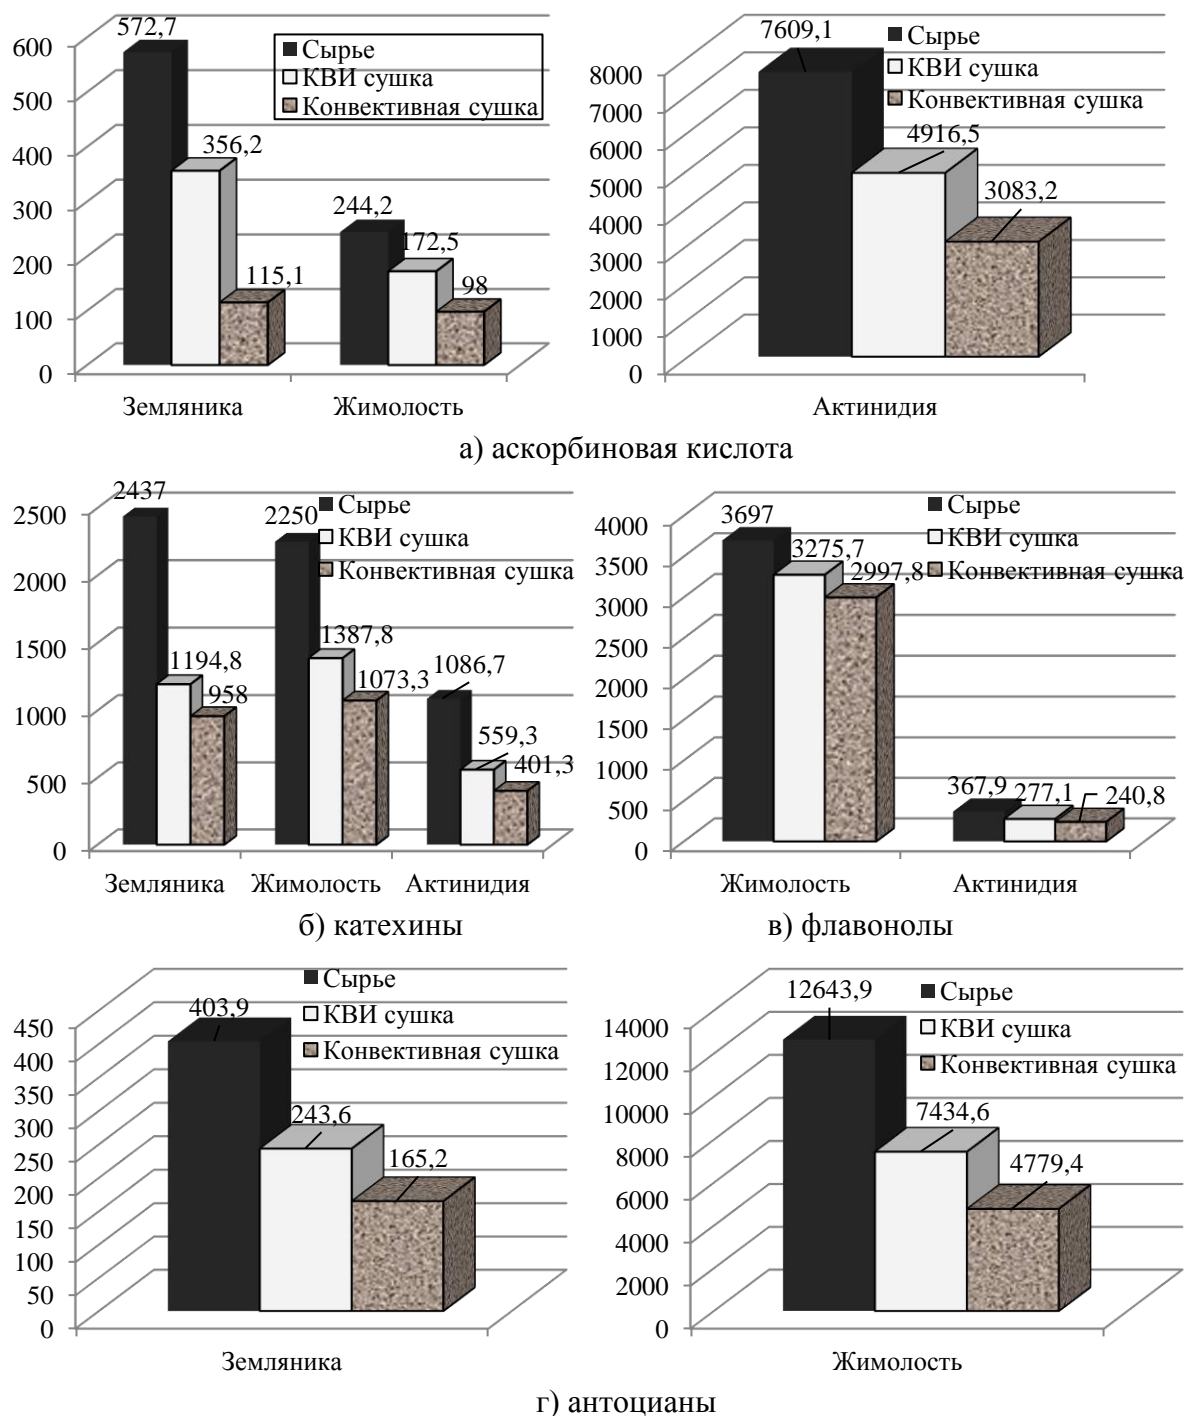 572,7
600
500
400
300
200
100
0
Сырье
КВИ сушка
Конвективная сушка
356,2
115,1
244,2
172,5
98
Земляника
Жимолость
7609,1
8000
7000
6000
5000
4000
3000
2000
1000
0
Сырье
КВИ сушка
Конвективная сушка
4916,5
3083,2
Актинидия
а) аскорбиновая кислота
2437
2500
2000
1500
1000
500
0
Сырье
КВИ сушка
Конвективная сушка
2250
1194,8
958
1387,8
1073,3
1086,7
559,3
401,3
Земляника
Жимолость
Актинидия
б) катехины
4000
3500
3000
2500
2000
1500
1000
500
0
3697
3275,7
2997,8
Сырье
КВИ сушка
Конвективная сушка
367,9
277,1
240,8
Жимолость
Актинидия
в) флавонолы
450
400
350
300
250
200
150
100
50
0
403,9
Сырье
КВИ сушка
Конвективная сушка
243,6
165,2
Земляника
14000
12000
10000
8000
6000
4000
2000
0
12643,9
Сырье
КВИ сушка
Конвективная сушка
7434,6
4779,4
Жимолость
г) антоцианы